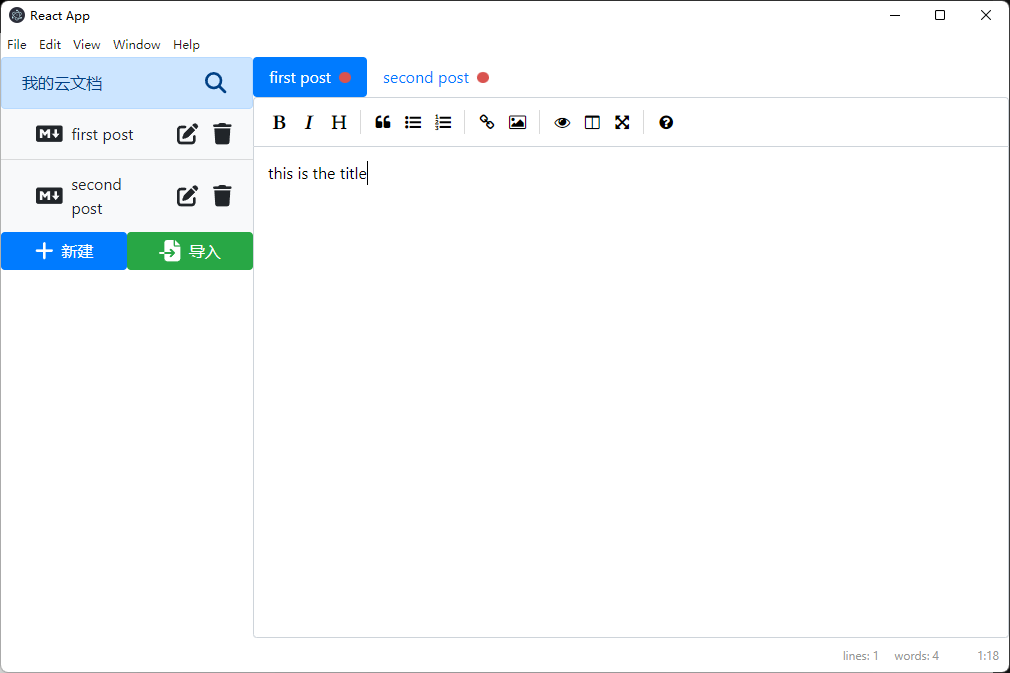 React App
File Edit View Window Help
我的云文档
first post
second
post
新建 导入
first post second post
B I H
this is the title
lines: 1 words: 4 1:18